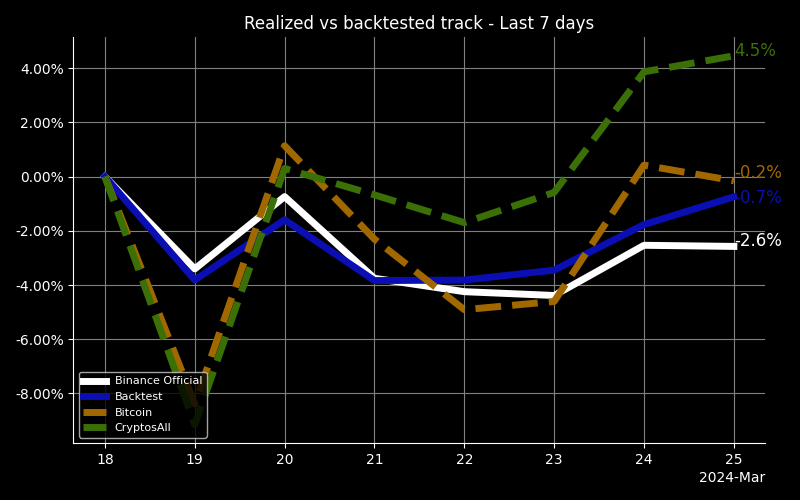 Realized vs backtested track - Last 7 days
4.00%
2.00%
0.00%
-2.00%
-4.00%
-6.00%
-8.00%
4.5%
-0.2%
-0.7%
-2.6%
Binance Official
Backtest
Bitcoin
CryptosAll
18 19 20 21 22 23 24 25
2024-Mar